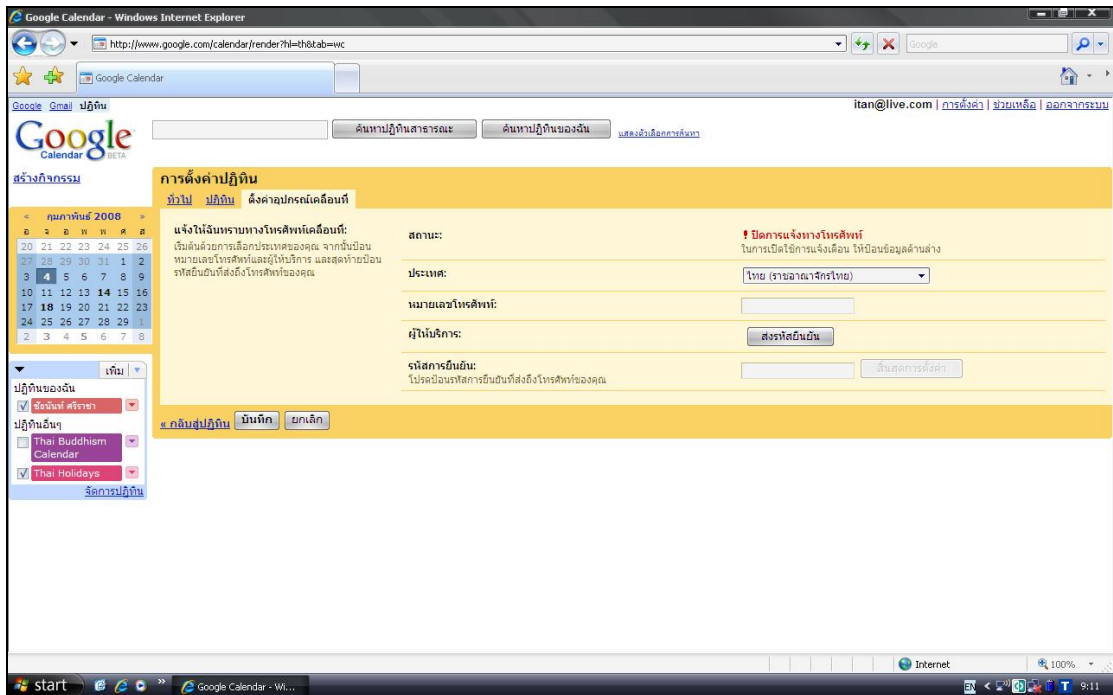 Google Calendar - Windows Internet Explorer
http://www.google.com/calendar/render?hl=th&tab=wc
Google
Google Calendar
Google Gmail ปฏิทิน
itan@live.com | การตั้งค่า | ช่วยเหลือ | ออกจากระบบ
Google
Calendar BETA
ค้นหาปฏิทินสาธารณะ ค้นหาปฏิทินของฉัน แสดงตัวเลือกการค้นหา
สร้างกิจกรรม
การตั้งค่าปฏิทิน
ทั่วไป ปฏิทิน ตั้งค่าอุปกรณ์เคลื่อนที่
« กุมภาพันธ์ 2008 »
อ จ อ พ พ ศ ส
20 21 22 23 24 25 26
27 28 29 30 31 1 2
3 4 5 6 7 8 9
10 11 12 13 14 15 16
17 18 19 20 21 22 23
24 25 26 27 28 29 1
2 3 4 5 6 7 8
แจ้งให้ฉันทราบทางโทรศัพท์เคลื่อนที่:
เริ่มต้นด้วยการเลือกประเทศของคุณ จากนั้นป้อน
หมายเลขโทรศัพท์และผู้ให้บริการ และสุดท้ายป้อน
รหัสยืนยันที่ส่งถึงโทรศัพท์ของคุณ
สถานะ:
! ปิดการแจ้งทางโทรศัพท์
ในการเปิดใช้การแจ้งเตือน ให้ป้อนข้อมูลด้านล่าง
ประเทศ:
ไทย (ราชอาณาจักรไทย)
หมายเลขโทรศัพท์:
ผู้ให้บริการ:
ส่งรหัสยืนยัน
รหัสการยืนยัน:
โปรดป้อนรหัสการยืนยันที่ส่งถึงโทรศัพท์ของคุณ
สิ้นสุดการตั้งค่า
« กลับสู่ปฏิทิน บันทึก ยกเลิก
เพิ่ม
ปฏิทินของฉัน
ชัยนันท์ ศรีราชา
ปฏิทินอื่นๆ
Thai Buddhism
Calendar
Thai Holidays
จัดการปฏิทิน
Internet
100%
start
Google Calendar - Wi...
EN
9:11